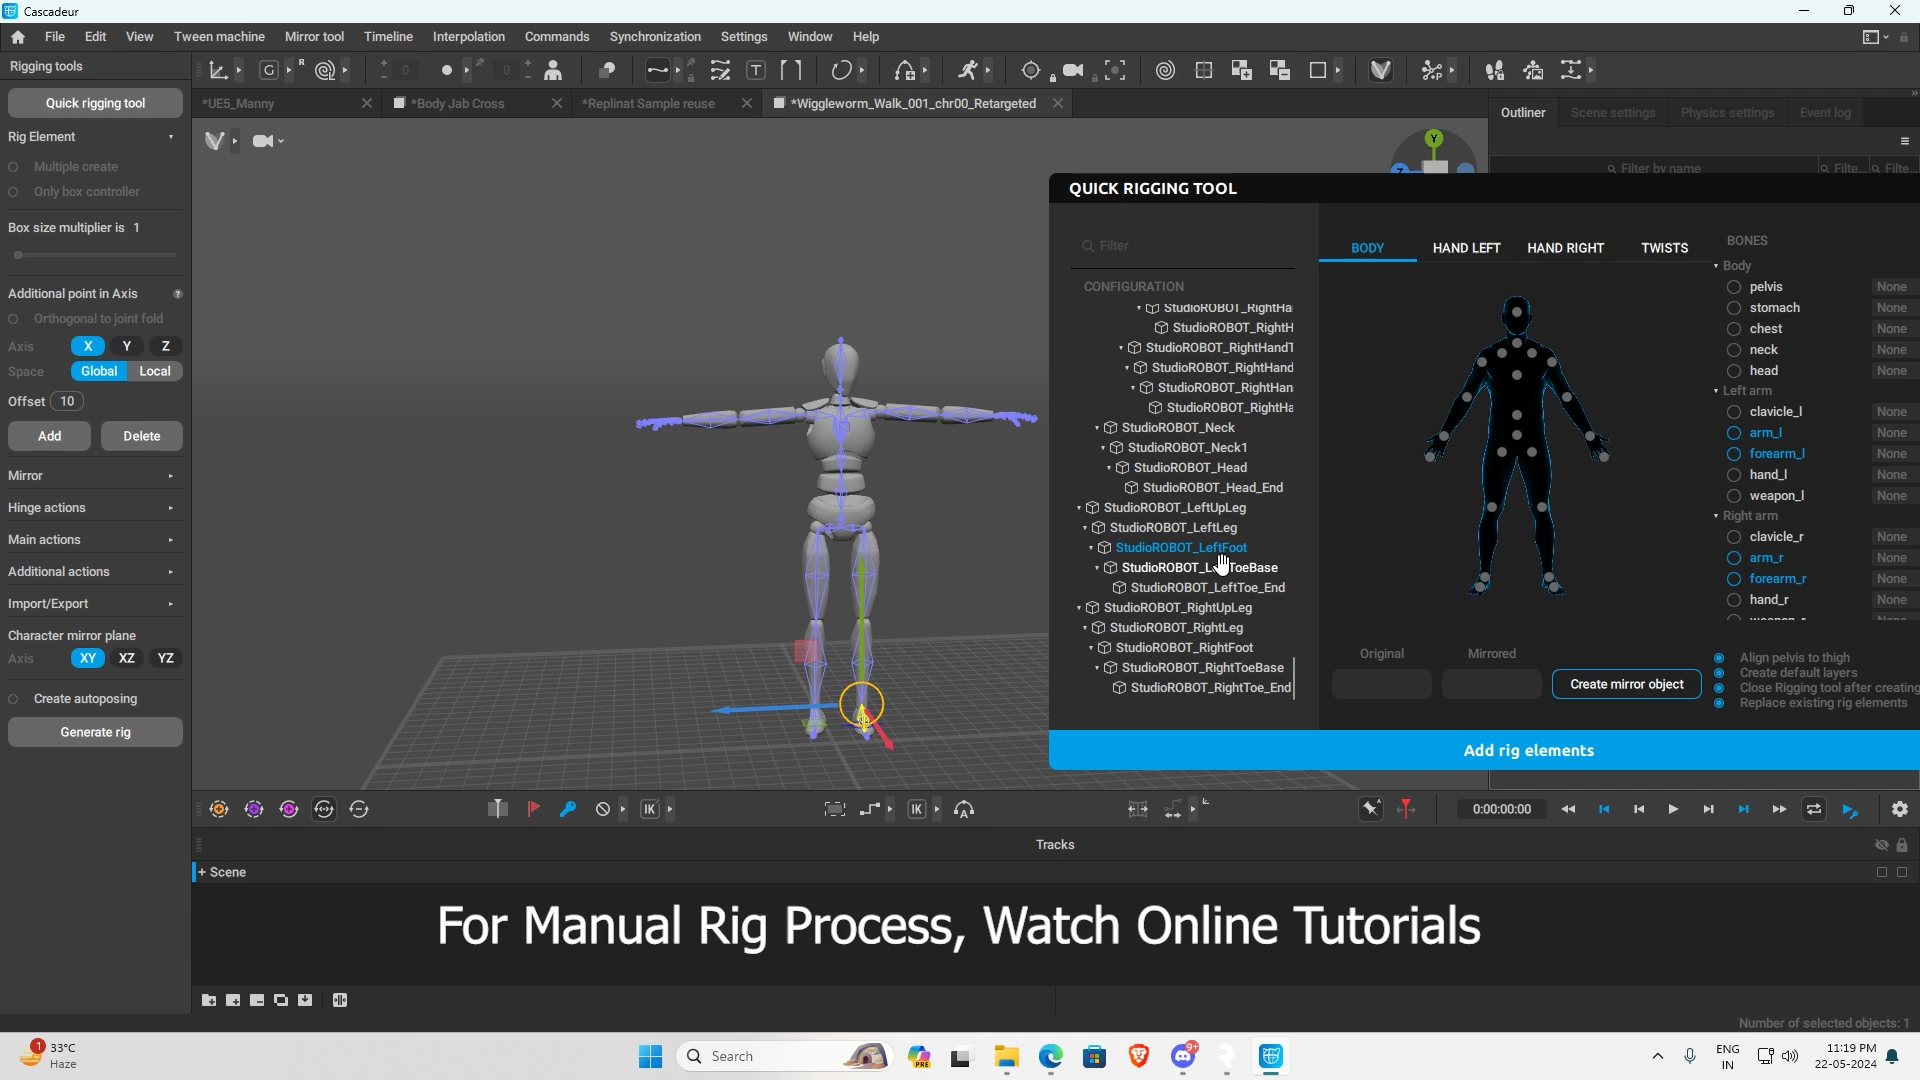 Cascadeur
File Edit View Tween machine Mirror tool Timeline Interpolation Commands Synchronization Settings Window Help
Rigging tools
Quick rigging tool
Rig Element
Multiple create
Only box controller
Box size multiplier is 1
Additional point in Axis ?
Orthogonal to joint fold
Axis X Y Z
Space Global Local
Offset 10
Add Delete
Mirror
Hinge actions
Main actions
Additional actions
Import/Export
Character mirror plane
Axis XY XZ YZ
Create autoposing
Generate rig
G R 0 0 T
*UE5_Manny *Body Jab Cross *Replinat Sample reuse *Wiggleworm_Walk_001_chr00_Retargeted
Y
Outliner Scene settings Physics settings Event log
Filter by name Filte... Filte...
QUICK RIGGING TOOL
Filter
CONFIGURATION
StudioROBOT_RightHa
StudioROBOT_RightH
StudioROBOT_RightHandT
StudioROBOT_RightHand
StudioROBOT_RightHan
StudioROBOT_RightHa
StudioROBOT_Neck
StudioROBOT_Neck1
StudioROBOT_Head
StudioROBOT_Head_End
StudioROBOT_LeftUpLeg
StudioROBOT_LeftLeg
StudioROBOT_LeftFoot
StudioROBOT_L ToeBase
StudioROBOT_LeftToe_End
StudioROBOT_RightUpLeg
StudioROBOT_RightLeg
StudioROBOT_RightFoot
StudioROBOT_RightToeBase
StudioROBOT_RightToe_End
BODY HAND LEFT HAND RIGHT TWISTS
BONES
Body
pelvis None
stomach None
chest None
neck None
head None
Left arm
clavicle_l None
arm_l None
forearm_l None
hand_l None
weapon_l None
Right arm
clavicle_r None
arm_r None
forearm_r None
hand_r None
Original Mirrored
Create mirror object
Align pelvis to thigh
Create default layers
Close Rigging tool after creating
Replace existing rig elements
Add rig elements
IK IK 0:00:00:00
Tracks
+ Scene
For Manual Rig Process, Watch Online Tutorials
Number of selected objects: 1
1 33°C
Haze
Search
PRE
9+
ENG
IN
11:19 PM
22-05-2024